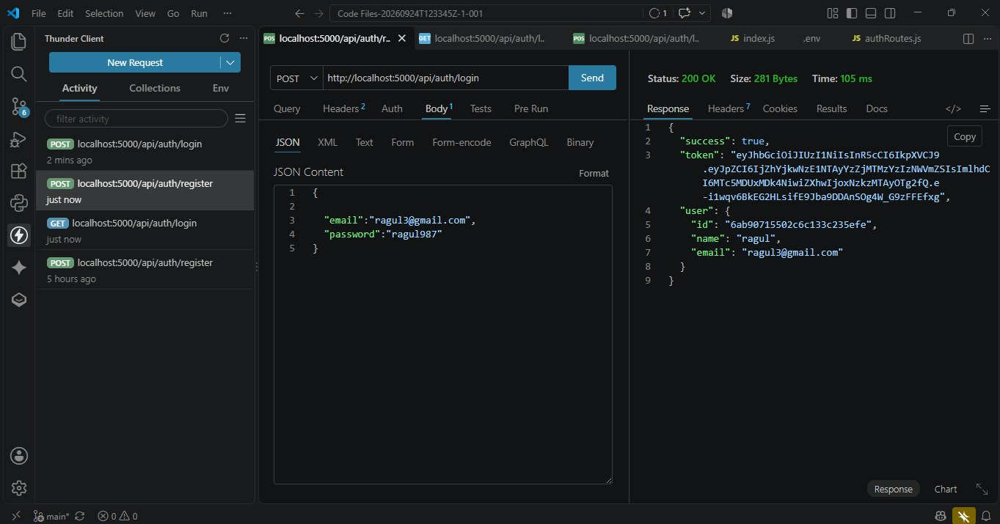 File Edit Selection View Go Run ···
Code Files-20260924T123345Z-1-001
1
Thunder Client
New Request
Activity Collections Env
filter activity
POST localhost:5000/api/auth/login
2 mins ago
POST localhost:5000/api/auth/register
just now
GET localhost:5000/api/auth/login
just now
POST localhost:5000/api/auth/register
5 hours ago
6
POS localhost:5000/api/auth/r..
GET localhost:5000/api/auth/l..
POS localhost:5000/api/auth/l..
JS index.js
.env
JS authRoutes.js
POST http://localhost:5000/api/auth/login Send
Query Headers 2 Auth Body 1 Tests Pre Run
JSON XML Text Form Form-encode GraphQL Binary
JSON Content Format
1 {
2
3 "email":"ragul3@gmail.com",
4 "password":"ragul987"
5 }
Status: 200 OK Size: 281 Bytes Time: 105 ms
Response Headers 7 Cookies Results Docs </>
Copy
1 {
2 "success": true,
3 "token": "eyJhbGciOiJIUzI1NiIsInR5cCI6IkpXVCJ9
.eyJpZCI6IjZhYjkwNzE1NTAyYzZjMTMzYzIzNWVmZSIsImlhdC
I6MTc5MDUxMDk4NiwiZXhwIjoxNzkzMTAyOTg2fQ.e
-i1wqv6BkEG2HLsifE9Jba9DDAnSOg4W_G9zFFEfxg",
4 "user": {
5 "id": "6ab90715502c6c133c235efe",
6 "name": "ragul",
7 "email": "ragul3@gmail.com"
8 }
9 }
Response Chart
main* 0 0